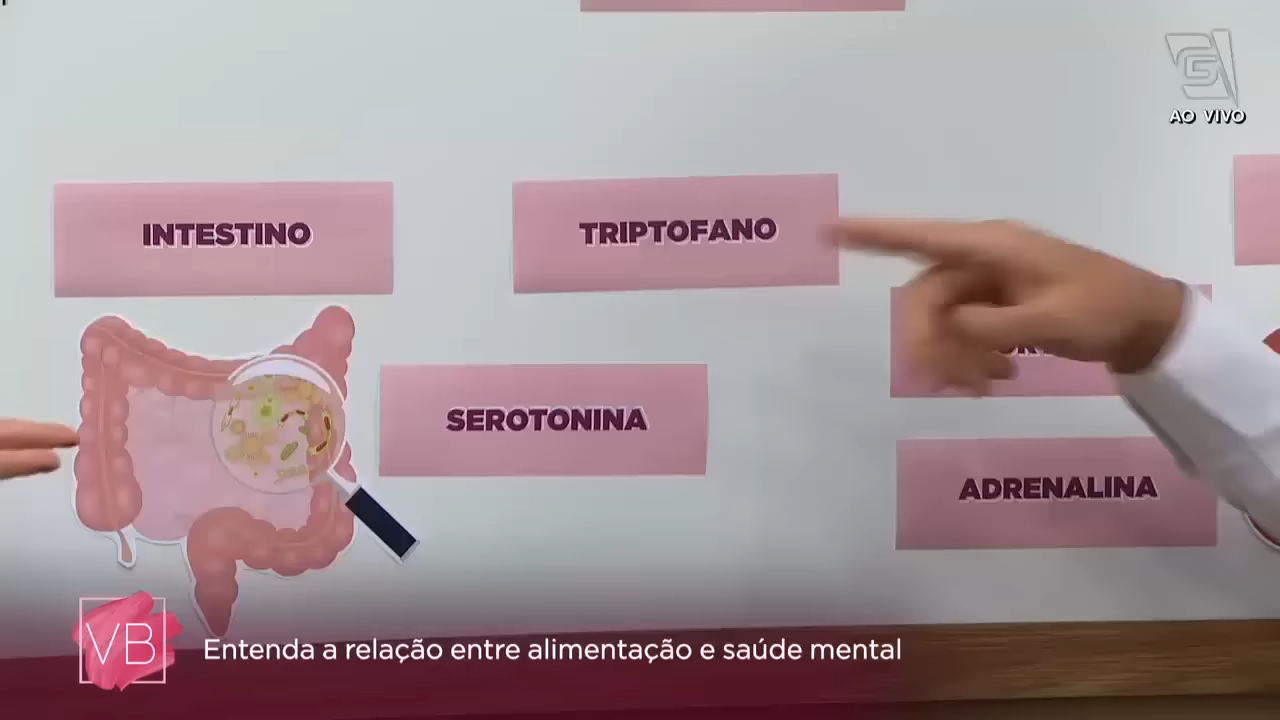 AO VIVO
INTESTINO
TRIPTOFANO
SEROTONINA
ADRENALINA
VB
Entenda a relação entre alimentação e saúde mental